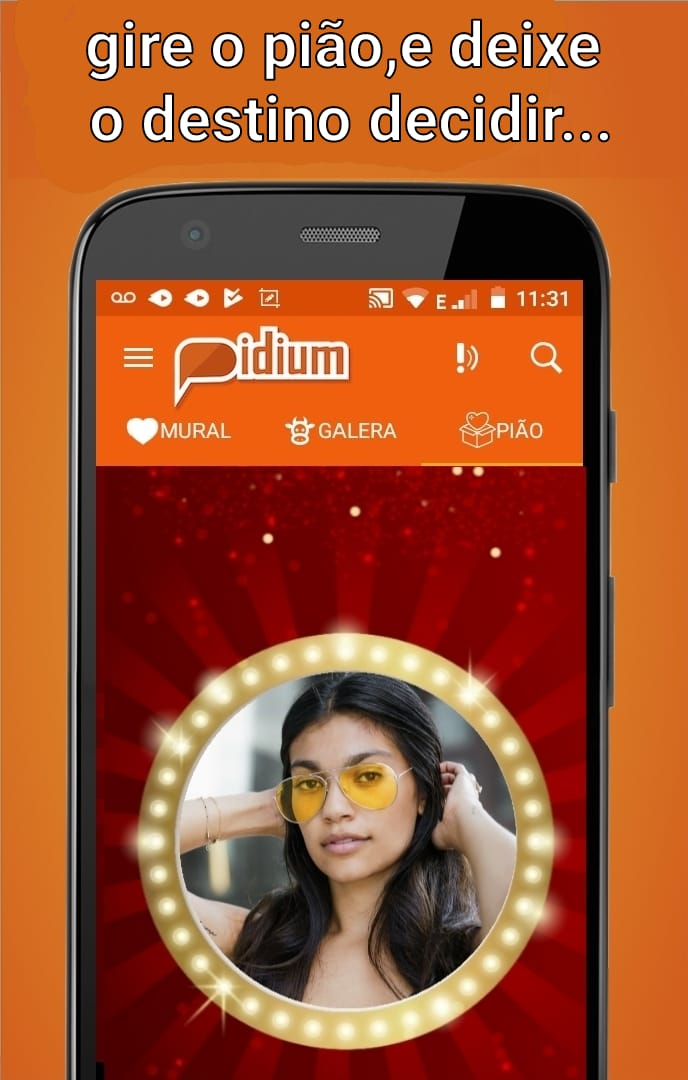 gire o pião,e deixe
o destino decidir...
E 11:31
Pidium
MURAL GALERA PIÃO